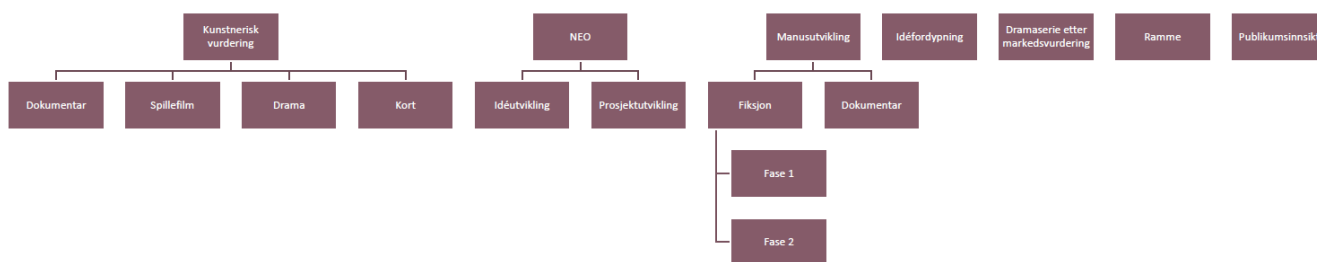 Kunstnerisk
vurdering
NEO
Manusutvikling
Idéfordypning
Dramaserie etter
markedsvurdering
Ramme
Publikumsinnsikt
Dokumentar
Spillefilm
Drama
Kort
Idéutvikling
Prosjektutvikling
Fiksjon
Dokumentar
Fase 1
Fase 2